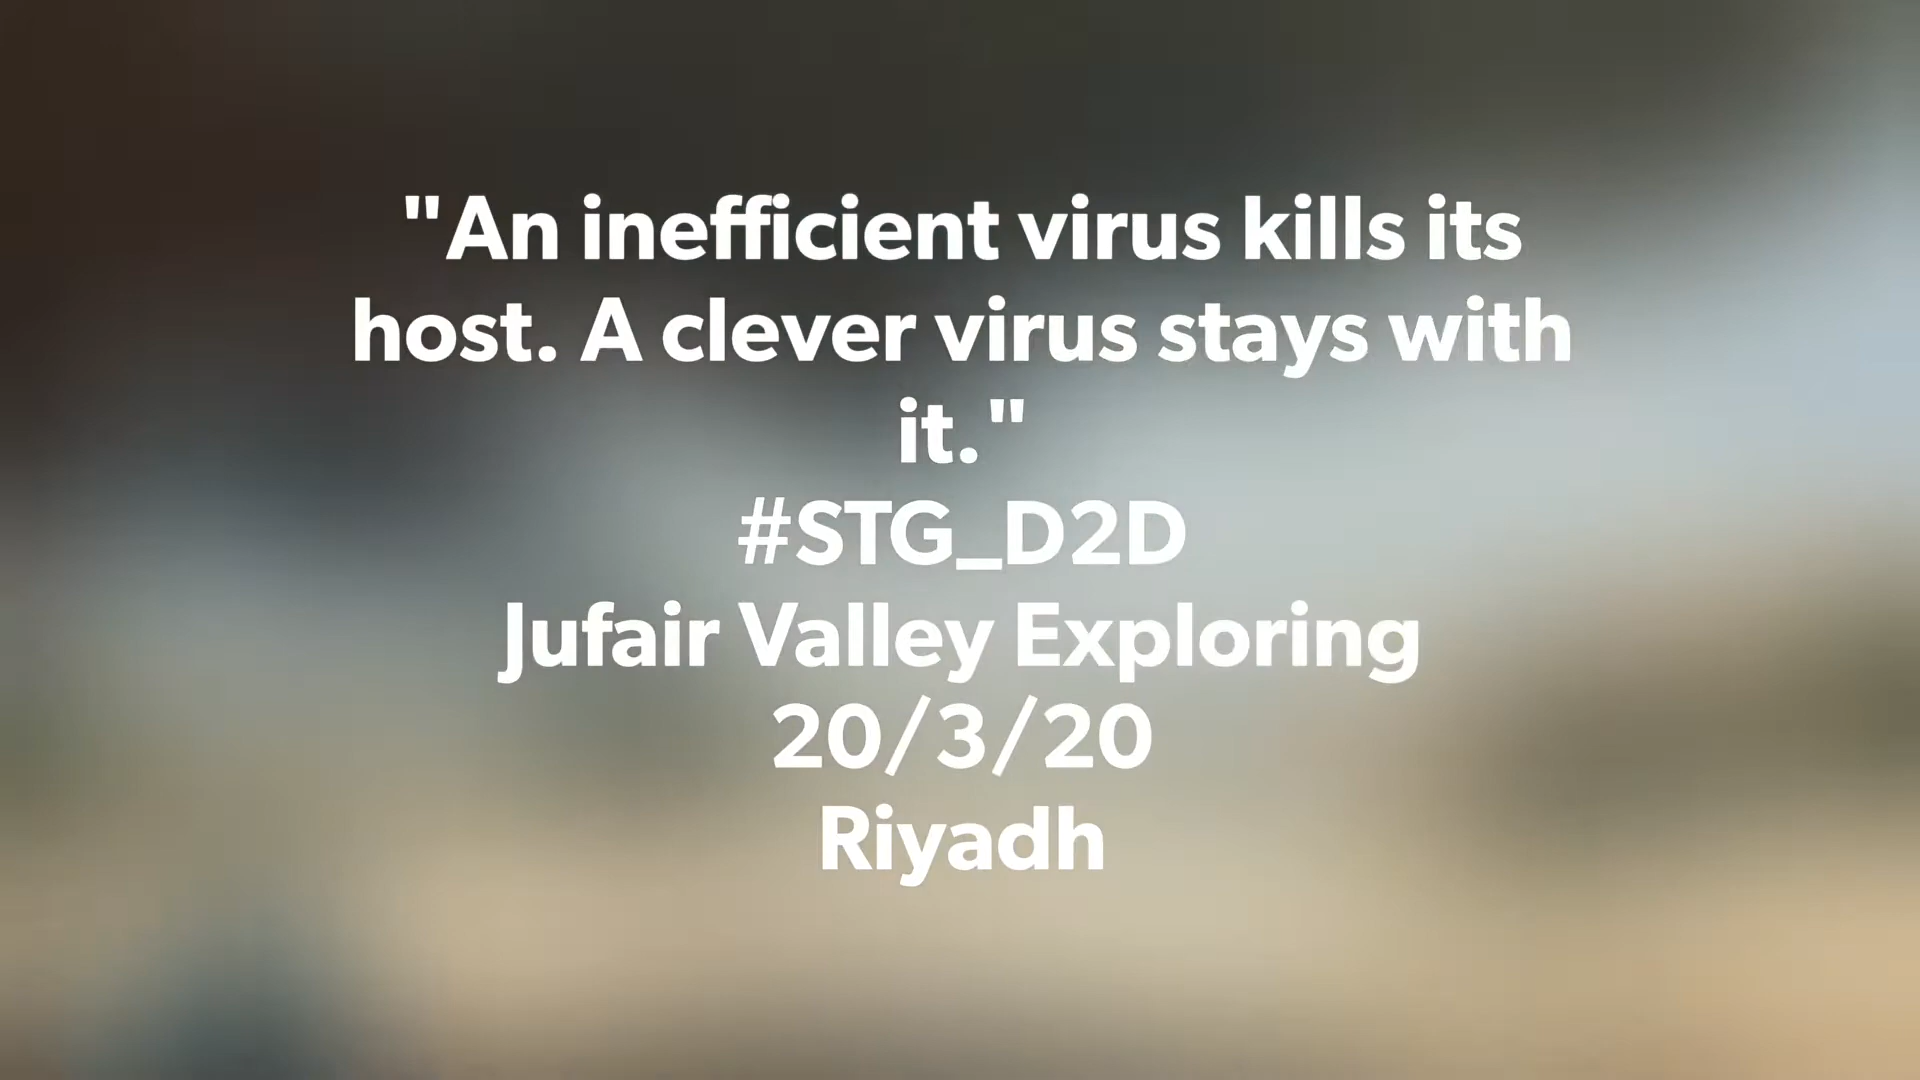 "An inefficient virus kills its
host. A clever virus stays with
it."
#STG_D2D
Jufair Valley Exploring
20/3/20
Riyadh